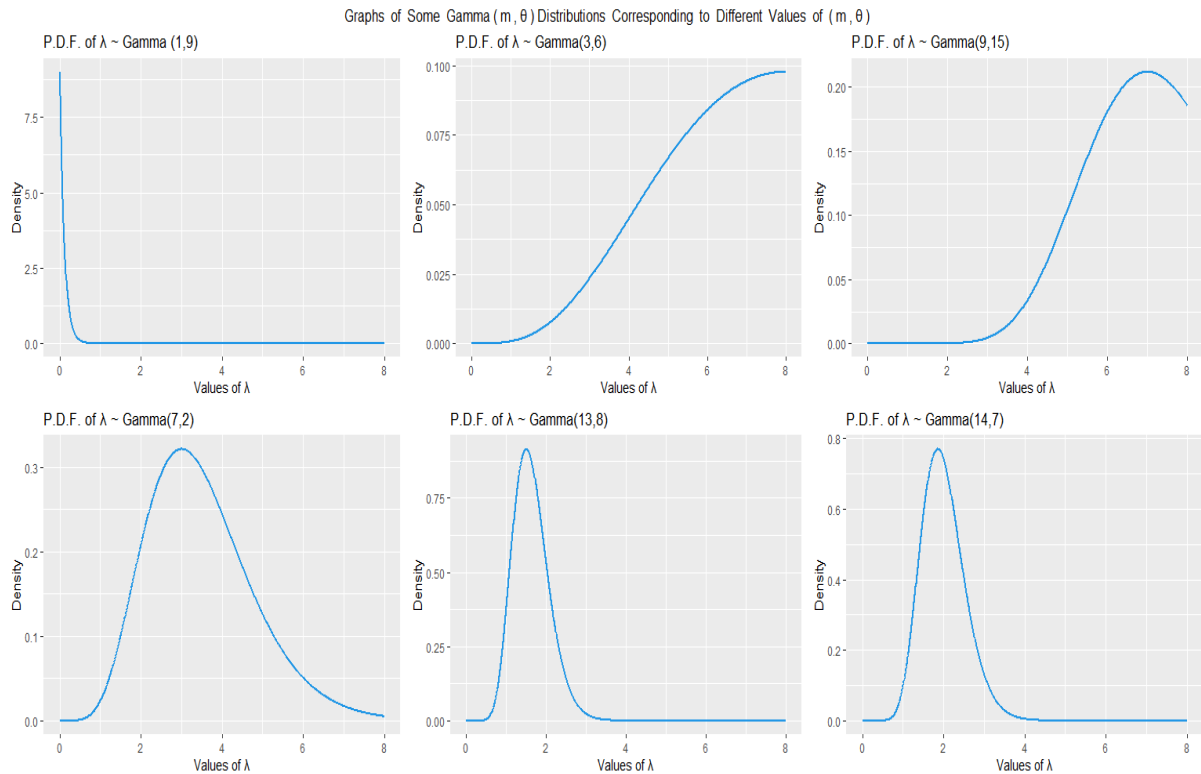 Graphs of Some Gamma ( m , θ ) Distributions Corresponding to Different Values of ( m , θ )
P.D.F. of λ ~ Gamma (1,9)
Density
7.5
5.0
2.5
0.0
0 2 4 6 8
Values of λ
P.D.F. of λ ~ Gamma(3,6)
Density
0.100
0.075
0.050
0.025
0.000
0 2 4 6 8
Values of λ
P.D.F. of λ ~ Gamma(9,15)
Density
0.20
0.15
0.10
0.05
0.00
0 2 4 6 8
Values of λ
P.D.F. of λ ~ Gamma(7,2)
Density
0.3
0.2
0.1
0.0
0 2 4 6 8
Values of λ
P.D.F. of λ ~ Gamma(13,8)
Density
0.75
0.50
0.25
0.00
0 2 4 6 8
Values of λ
P.D.F. of λ ~ Gamma(14,7)
Density
0.8
0.6
0.4
0.2
0.0
0 2 4 6 8
Values of λ